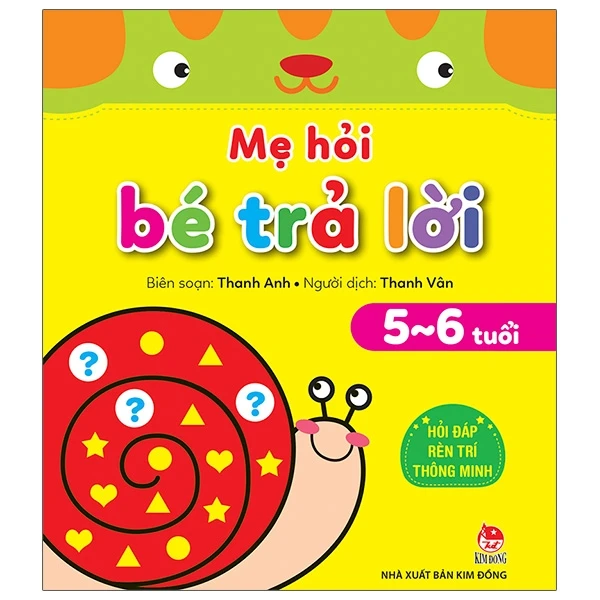 Mẹ hỏi
bé trả lời
Biên soạn: Thanh Anh • Người dịch: Thanh Vân
5~6 tuổi
?
?
?
HỎI ĐÁP
RÈN TRÍ
THÔNG MINH
KIM ĐỒNG
NHÀ XUẤT BẢN KIM ĐỒNG